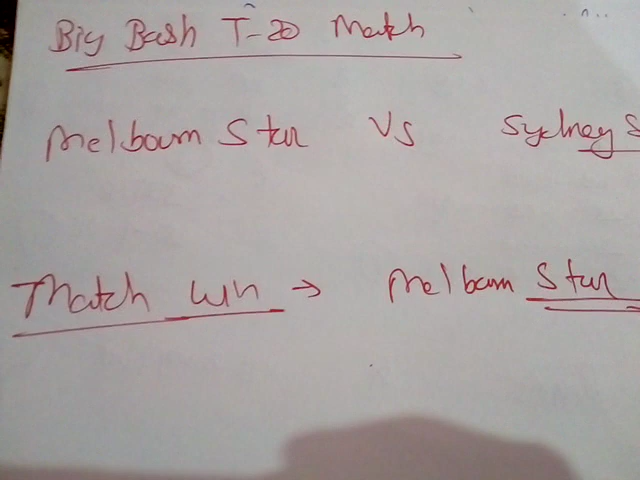 Big Bash T-20 Match
Melbourn Star VS Sydney S
Match Win → Melbourn Star